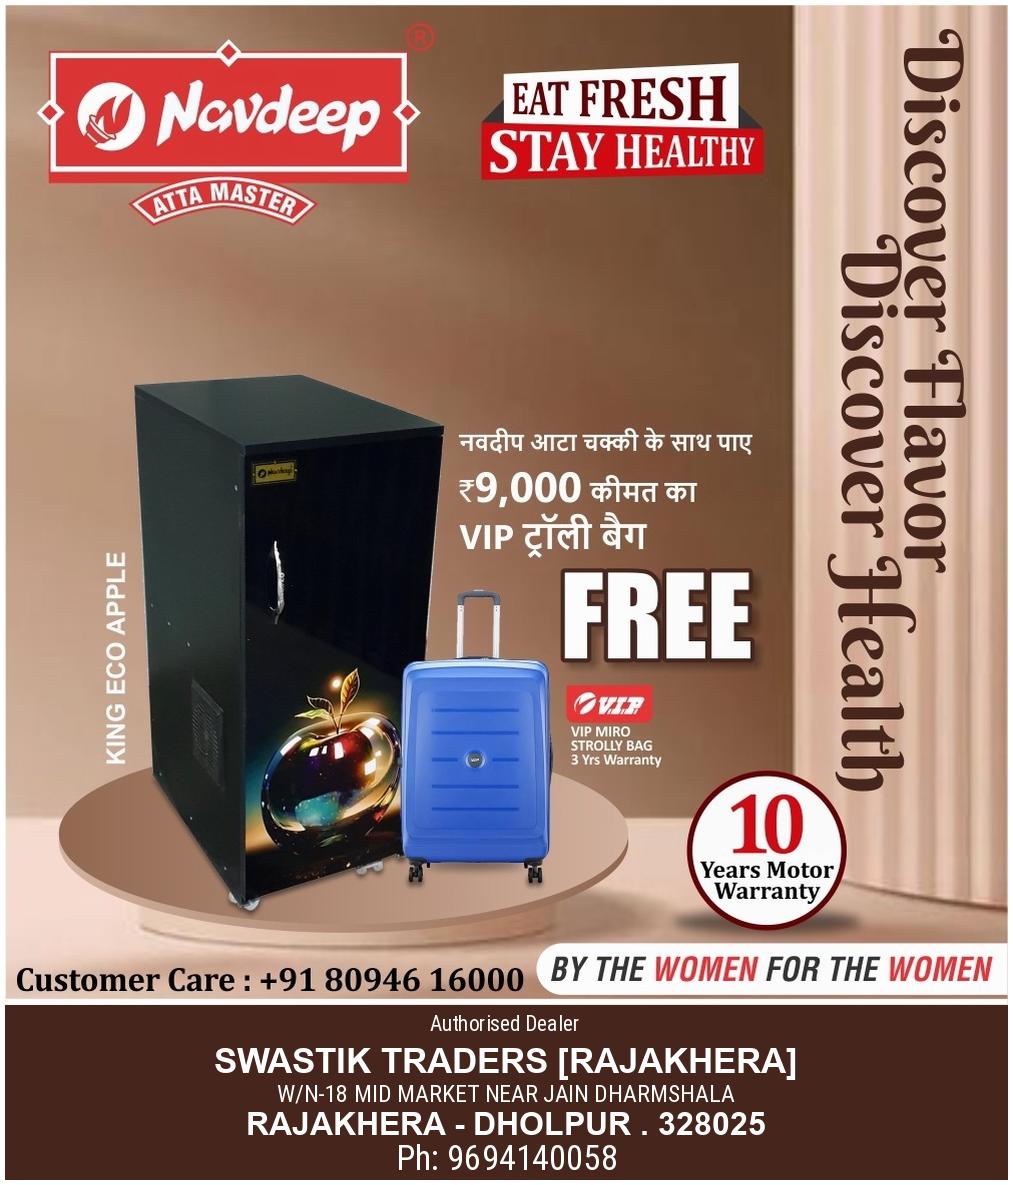 ®
Navdeep
ATTA MASTER
EAT FRESH
STAY HEALTHY
Discover Flavor
Discover Health
Navdeep
नवदीप आटा चक्की के साथ पाए
₹9,000 कीमत का
VIP ट्रॉली बैग
FREE
KING ECO APPLE
V.I.P.
VIP MIRO
STROLLY BAG
3 Yrs Warranty
10
Years Motor
Warranty
Customer Care : +91 80946 16000
BY THE WOMEN FOR THE WOMEN
Authorised Dealer
SWASTIK TRADERS [RAJAKHERA]
W/N-18 MID MARKET NEAR JAIN DHARMSHALA
RAJAKHERA - DHOLPUR . 328025
Ph: 9694140058